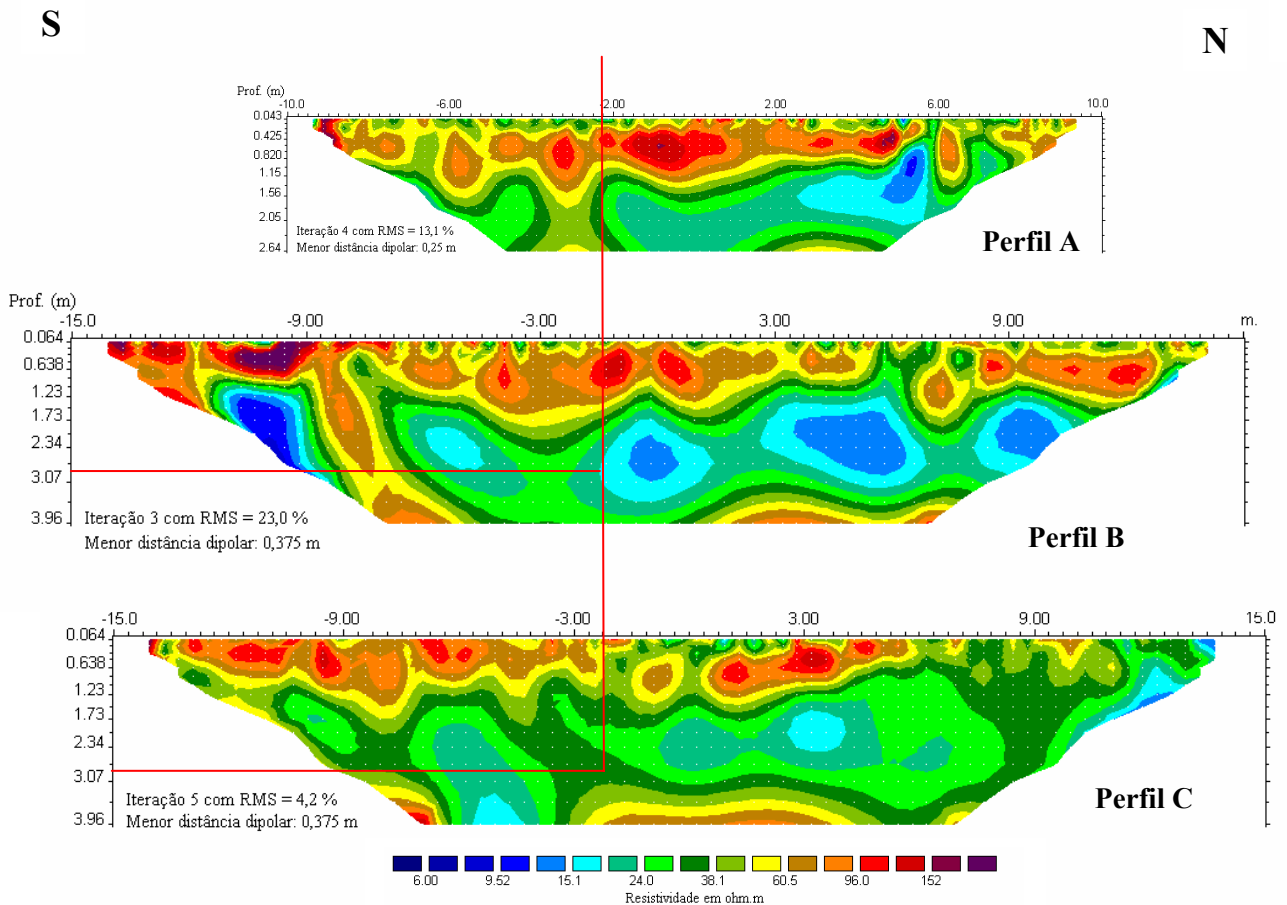 S
N
Prof. (m)
-10.0 -6.00 -2.00 2.00 6.00 10.0
0.043
0.425
0.820
1.15
1.56
2.05
2.64
Iteração 4 com RMS = 13,1 %
Menor distância dipolar: 0,25 m
Perfil A
Prof. (m)
-15.0 -9.00 -3.00 3.00 9.00 m.
0.064
0.638
1.23
1.73
2.34
3.07
3.96
Iteração 3 com RMS = 23,0 %
Menor distância dipolar: 0,375 m
Perfil B
-15.0 -9.00 -3.00 3.00 9.00 15.0
0.064
0.638
1.23
1.73
2.34
3.07
3.96
Iteração 5 com RMS = 4,2 %
Menor distância dipolar: 0,375 m
Perfil C
6.00 9.52 15.1 24.0 38.1 60.5 96.0 152
Resistividade em ohm.m